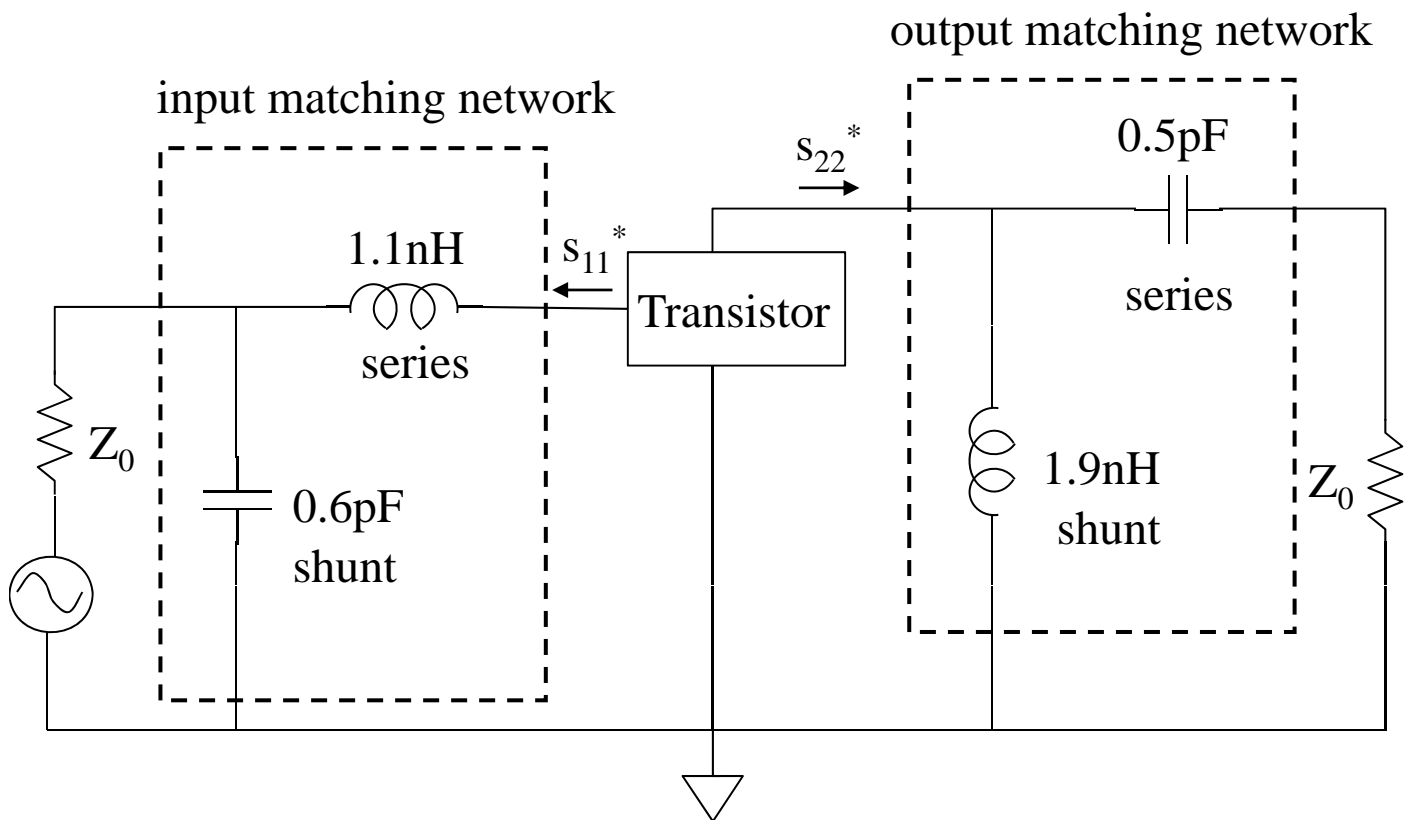 output matching network
input matching network
0.5pF
s22*
series
1.1nH
s11*
series
Transistor
Z0
0.6pF
shunt
1.9nH
shunt
Z0